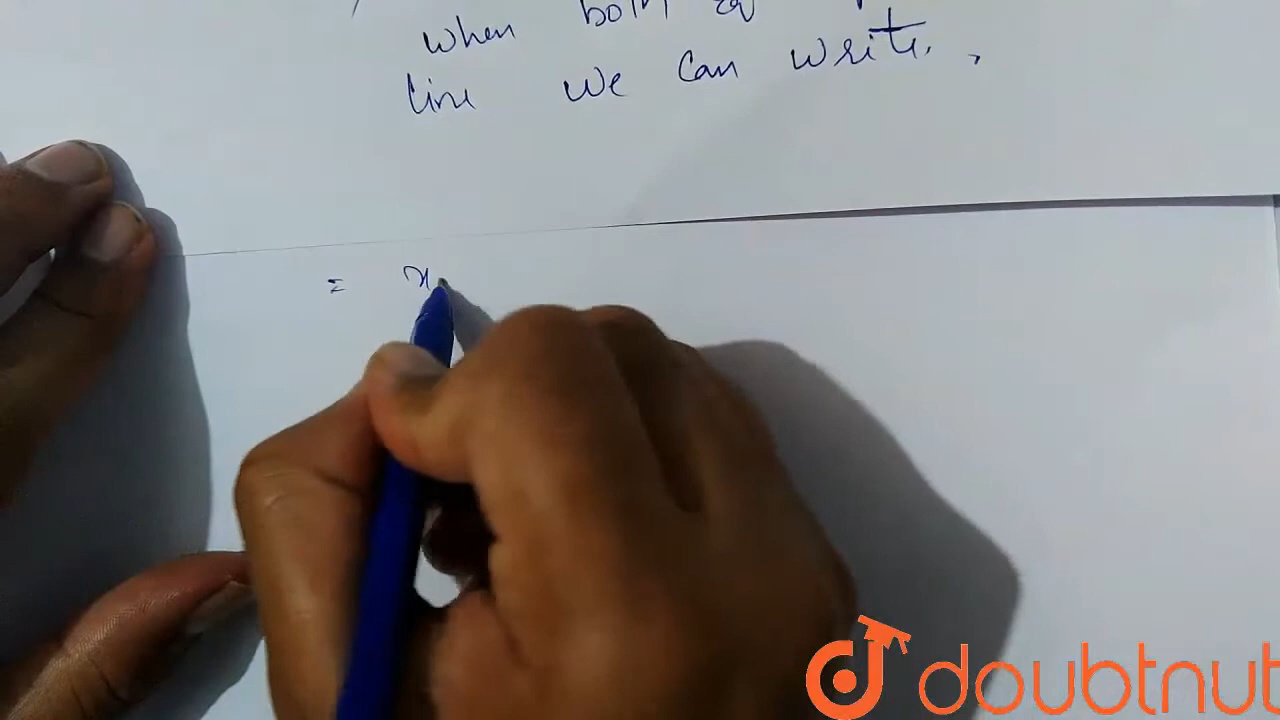 when both
line we can write,
= x
doubtnut